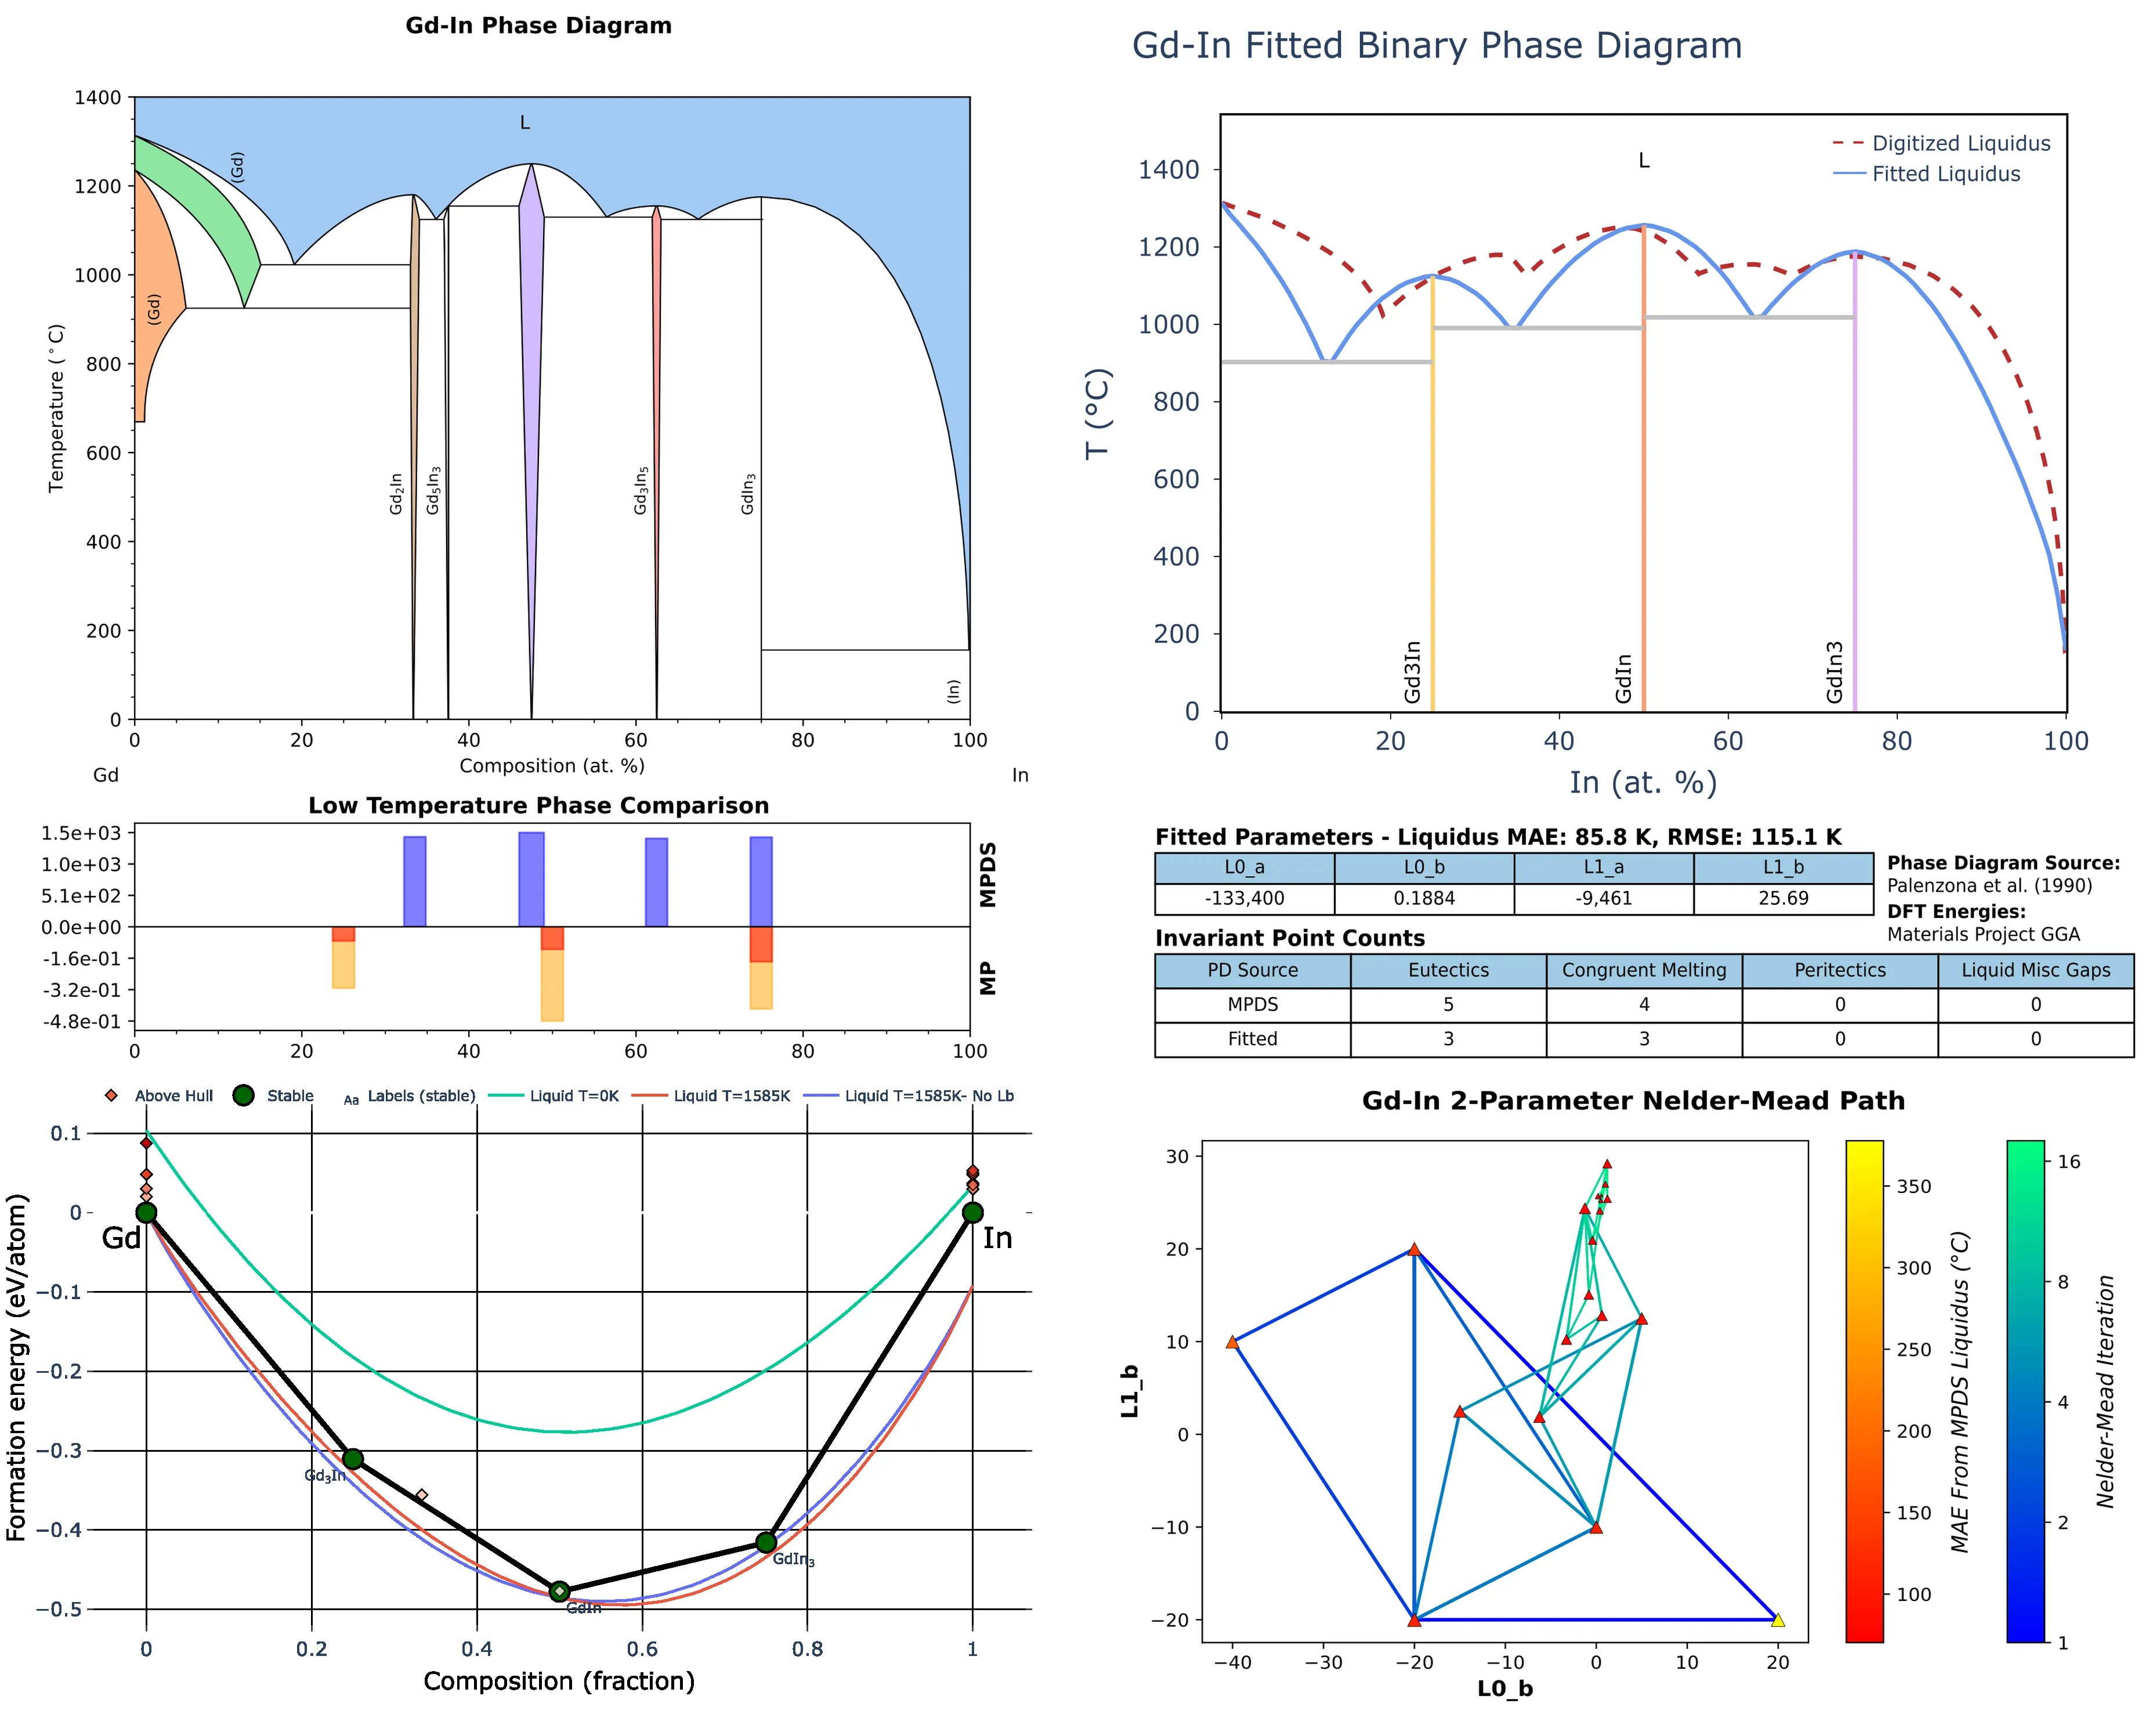 Gd-In Phase Diagram
1400
1200
1000
800
600
400
200
0
Temperature (°C)
L
(Gd)
(Gd)
Gd2In
Gd5In3
Gd3In5
GdIn3
(In)
0 20 40 60 80 100
Composition (at. %)
Gd In
Gd-In Fitted Binary Phase Diagram
Digitized Liquidus
Fitted Liquidus
L
1400
1200
1000
800
600
400
200
0
T (°C)
Gd3In
GdIn
GdIn3
0 20 40 60 80 100
In (at. %)
Low Temperature Phase Comparison
1.5e+03
1.0e+03
5.1e+02
0.0e+00
-1.6e-01
-3.2e-01
-4.8e-01
MPDS
MP
0 20 40 60 80 100
Fitted Parameters - Liquidus MAE: 85.8 K, RMSE: 115.1 K
L0_a L0_b L1_a L1_b
-133,400 0.1884 -9,461 25.69
Phase Diagram Source:
Palenzona et al. (1990)
DFT Energies:
Materials Project GGA
Invariant Point Counts
PD Source Eutectics Congruent Melting Peritectics Liquid Misc Gaps
MPDS 5 4 0 0
Fitted 3 3 0 0
Above Hull Stable Aa Labels (stable) Liquid T=0K Liquid T=1585K Liquid T=1585K- No Lb
0.1
0
−0.1
−0.2
−0.3
−0.4
−0.5
Formation energy (eV/atom)
Gd
In
Gd3In
GdIn
GdIn3
0 0.2 0.4 0.6 0.8 1
Composition (fraction)
Gd-In 2-Parameter Nelder-Mead Path
30
20
10
0
−10
−20
L1_b
−40 −30 −20 −10 0 10 20
L0_b
350
300
250
200
150
100
MAE From MPDS Liquidus (°C)
16
8
4
2
1
Nelder-Mead Iteration